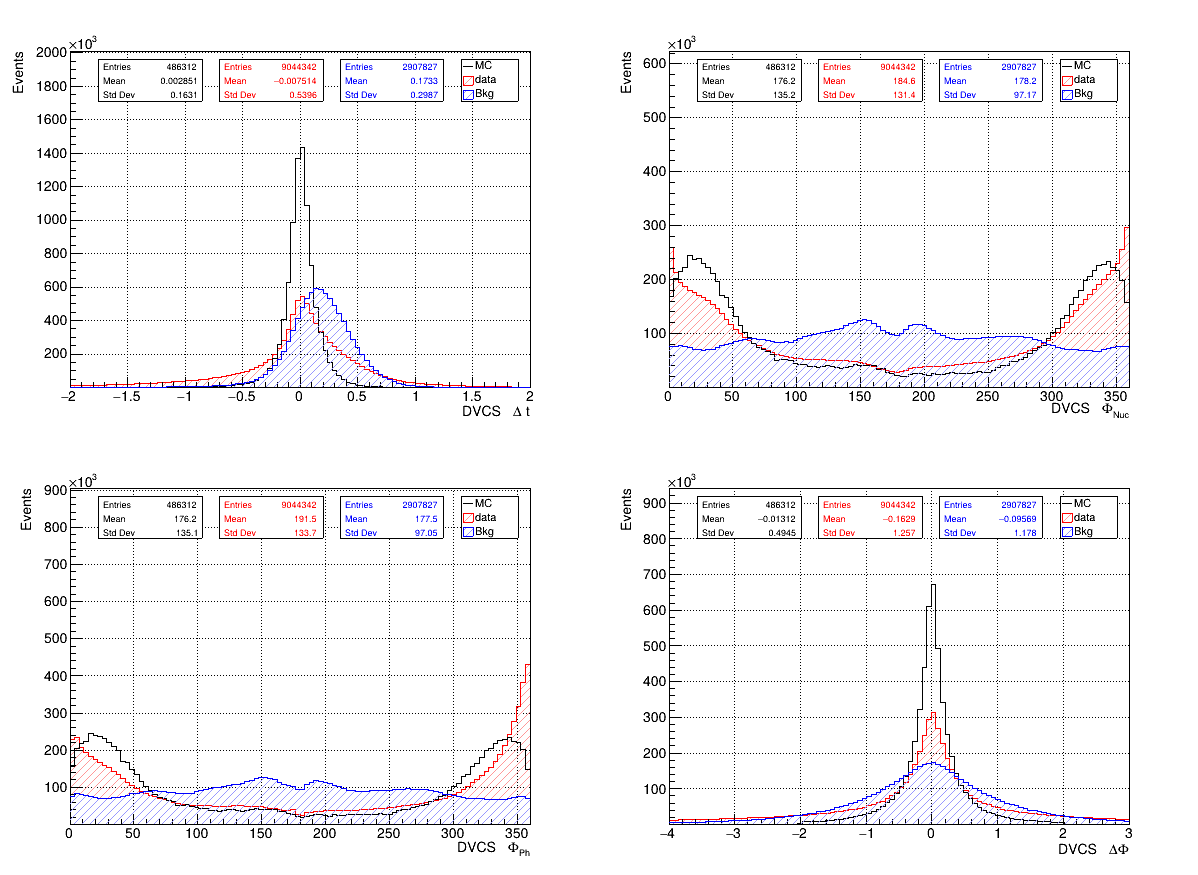 ×10³
Events
2000
1800
1600
1400
1200
1000
800
600
400
200
Entries 486312
Mean 0.002851
Std Dev 0.1631
Entries 9044342
Mean −0.007514
Std Dev 0.5396
Entries 2907827
Mean 0.1733
Std Dev 0.2987
MC
data
Bkg
−2 −1.5 −1 −0.5 0 0.5 1 1.5 2
DVCS Δ t
×10³
Events
600
500
400
300
200
100
Entries 486312
Mean 176.2
Std Dev 135.2
Entries 9044342
Mean 184.6
Std Dev 131.4
Entries 2907827
Mean 178.2
Std Dev 97.17
MC
data
Bkg
0 50 100 150 200 250 300 350
DVCS Φ_Nuc
×10³
Events
900
800
700
600
500
400
300
200
100
Entries 486312
Mean 176.2
Std Dev 135.1
Entries 9044342
Mean 191.5
Std Dev 133.7
Entries 2907827
Mean 177.5
Std Dev 97.05
MC
data
Bkg
0 50 100 150 200 250 300 350
DVCS Φ_Ph
×10³
Events
900
800
700
600
500
400
300
200
100
Entries 486312
Mean −0.01312
Std Dev 0.4945
Entries 9044342
Mean −0.1629
Std Dev 1.257
Entries 2907827
Mean −0.09569
Std Dev 1.178
MC
data
Bkg
−4 −3 −2 −1 0 1 2 3
DVCS ΔΦ